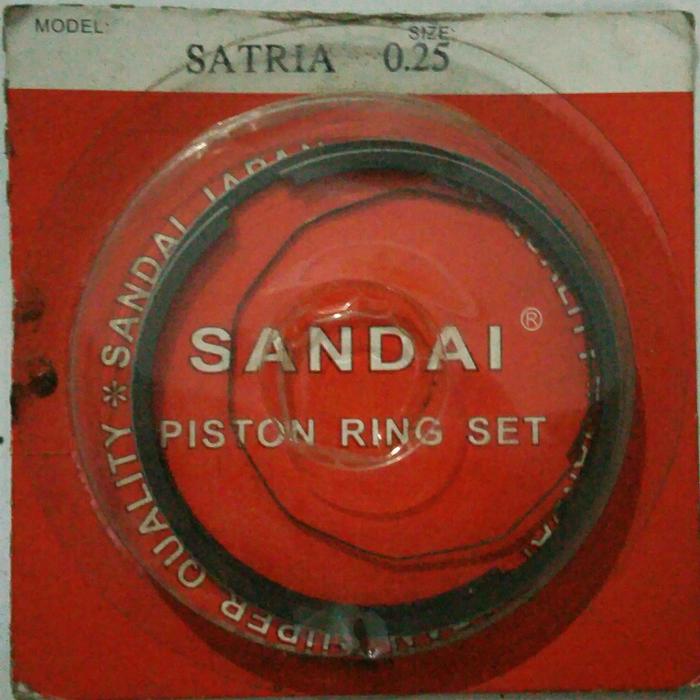 MODEL: SIZE:
SATRIA 0.25
SANDAI ®
PISTON RING SET
SUPER QUALITY * SANDAI JAPAN